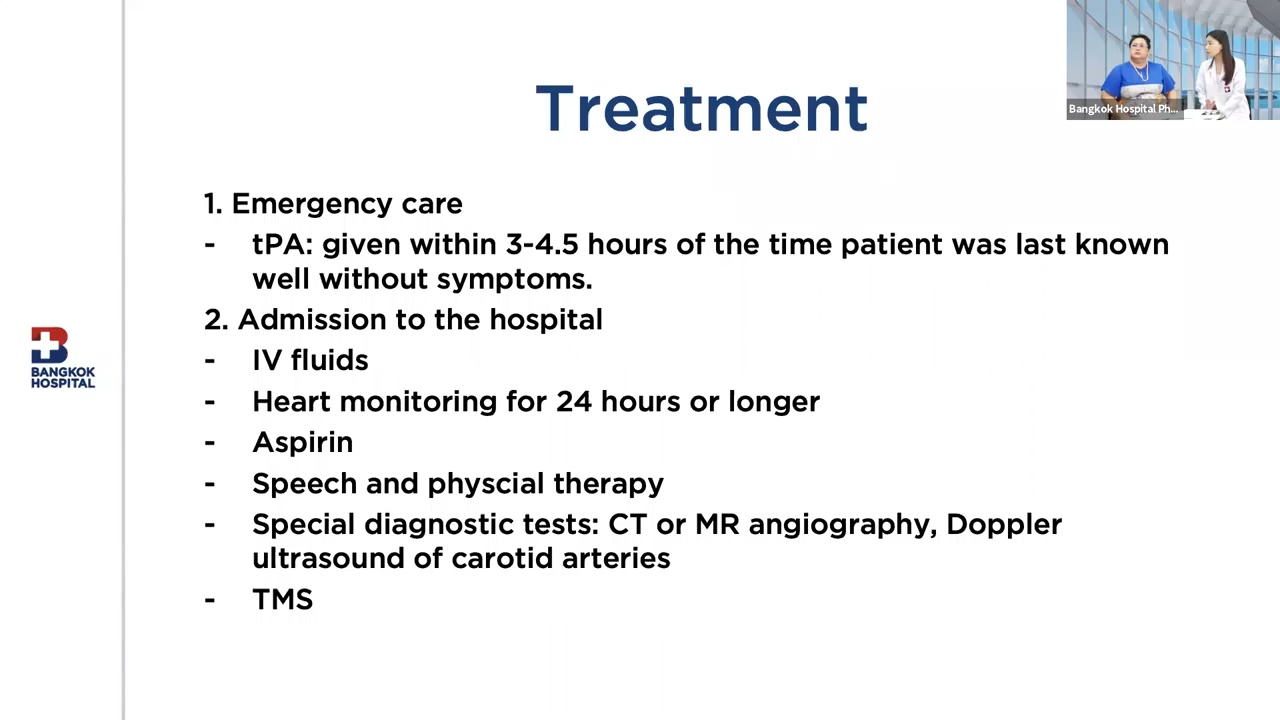 Treatment
Bangkok Hospital Ph...
1. Emergency care
- tPA: given within 3-4.5 hours of the time patient was last known
well without symptoms.
2. Admission to the hospital
- IV fluids
- Heart monitoring for 24 hours or longer
- Aspirin
- Speech and physcial therapy
- Special diagnostic tests: CT or MR angiography, Doppler
ultrasound of carotid arteries
- TMS
B
BANGKOK
HOSPITAL